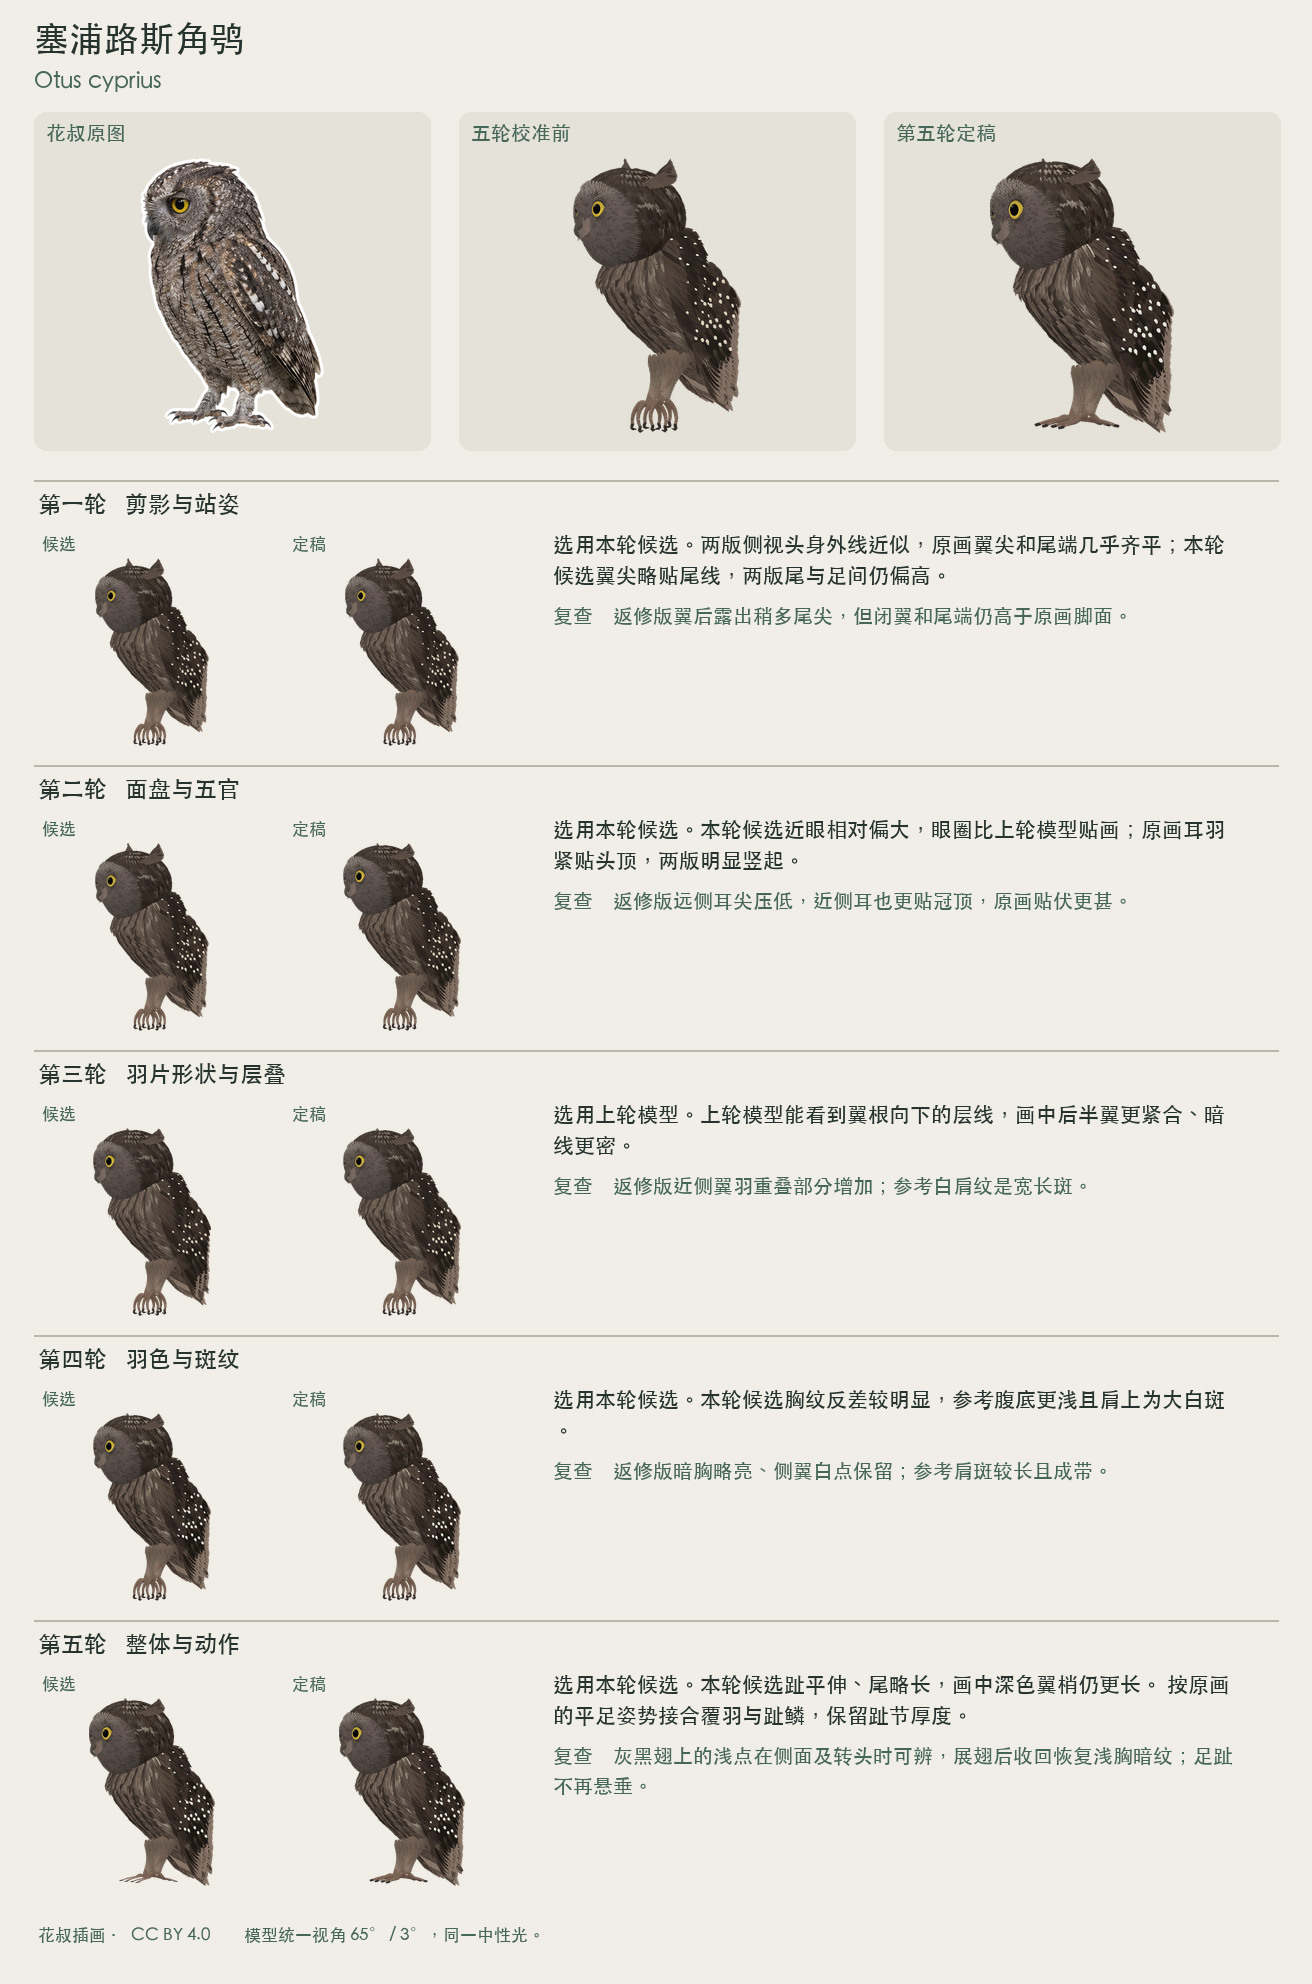 塞浦路斯角鸮
Otus cyprius
花叔原图
五轮校准前
第五轮定稿
第一轮 剪影与站姿
候选
定稿
选用本轮候选。两版侧视头身外线近似，原画翼尖和尾端几乎齐平；本轮
候选翼尖略贴尾线，两版尾与足间仍偏高。
复查 返修版翼后露出稍多尾尖，但闭翼和尾端仍高于原画脚面。
第二轮 面盘与五官
候选
定稿
选用本轮候选。本轮候选近眼相对偏大，眼圈比上轮模型贴画；原画耳羽
紧贴头顶，两版明显竖起。
复查 返修版远侧耳尖压低，近侧耳也更贴冠顶，原画贴伏更甚。
第三轮 羽片形状与层叠
候选
定稿
选用上轮模型。上轮模型能看到翼根向下的层线，画中后半翼更紧合、暗
线更密。
复查 返修版近侧翼羽重叠部分增加；参考白肩纹是宽长斑。
第四轮 羽色与斑纹
候选
定稿
选用本轮候选。本轮候选胸纹反差较明显，参考腹底更浅且肩上为大白斑
。
复查 返修版暗胸略亮、侧翼白点保留；参考肩斑较长且成带。
第五轮 整体与动作
候选
定稿
选用本轮候选。本轮候选趾平伸、尾略长，画中深色翼梢仍更长。 按原画
的平足姿势接合覆羽与趾鳞，保留趾节厚度。
复查 灰黑翅上的浅点在侧面及转头时可辨，展翅后收回恢复浅胸暗纹；足趾
不再悬垂。
花叔插画 · CC BY 4.0 模型统一视角 65° / 3°，同一中性光。